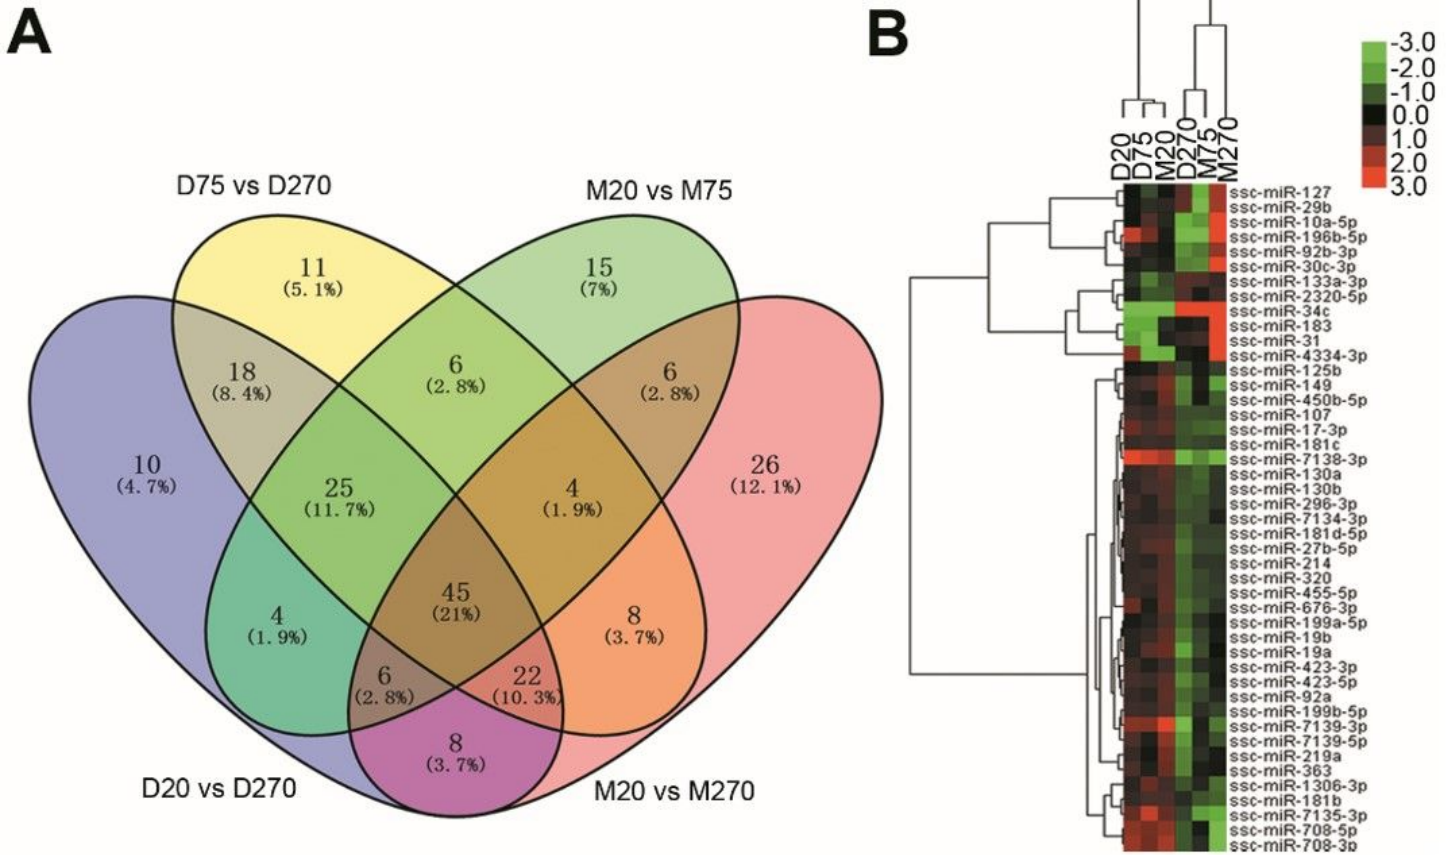 A
B
D75 vs D270
M20 vs M75
11
(5.1%)
15
(7%)
18
(8.4%)
6
(2.8%)
6
(2.8%)
10
(4.7%)
25
(11.7%)
4
(1.9%)
26
(12.1%)
45
(21%)
4
(1.9%)
8
(3.7%)
6
(2.8%)
22
(10.3%)
8
(3.7%)
D20 vs D270
M20 vs M270
-3.0
-2.0
-1.0
0.0
1.0
2.0
3.0
D20
D75
M20
D270
M75
M270
ssc-miR-127
ssc-miR-29b
ssc-miR-10a-5p
ssc-miR-196b-5p
ssc-miR-92b-3p
ssc-miR-30c-3p
ssc-miR-133a-3p
ssc-miR-2320-5p
ssc-miR-34c
ssc-miR-183
ssc-miR-31
ssc-miR-4334-3p
ssc-miR-125b
ssc-miR-149
ssc-miR-450b-5p
ssc-miR-107
ssc-miR-17-3p
ssc-miR-181c
ssc-miR-7138-3p
ssc-miR-130a
ssc-miR-130b
ssc-miR-296-3p
ssc-miR-7134-3p
ssc-miR-181d-5p
ssc-miR-27b-5p
ssc-miR-214
ssc-miR-320
ssc-miR-455-5p
ssc-miR-676-3p
ssc-miR-199a-5p
ssc-miR-19b
ssc-miR-19a
ssc-miR-423-3p
ssc-miR-423-5p
ssc-miR-92a
ssc-miR-199b-5p
ssc-miR-7139-3p
ssc-miR-7139-5p
ssc-miR-219a
ssc-miR-363
ssc-miR-1306-3p
ssc-miR-181b
ssc-miR-7135-3p
ssc-miR-708-5p
ssc-miR-708-3p